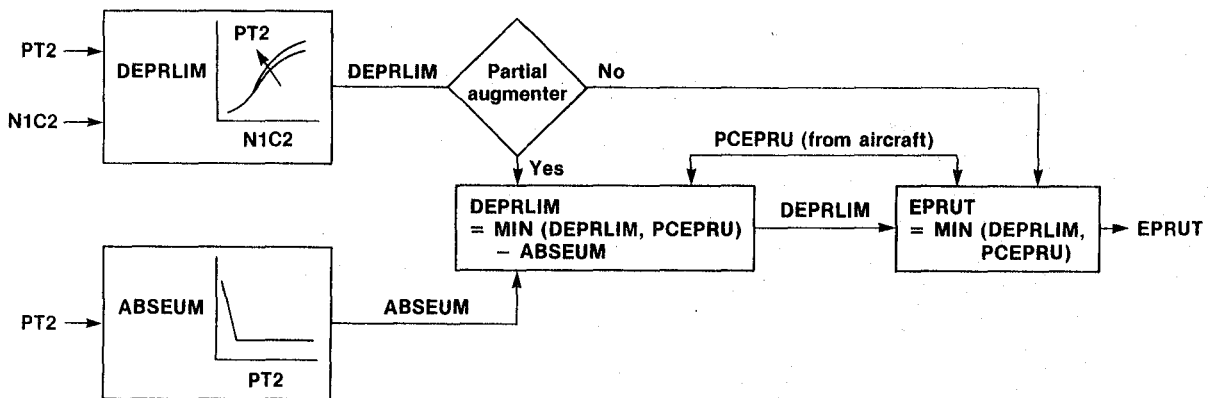 PT2
N1C2
DEPRLIM
PT2
N1C2
DEPRLIM
Partial
augmenter
No
Yes
PCEPRU (from aircraft)
DEPRLIM
= MIN (DEPRLIM, PCEPRU)
– ABSEUM
DEPRLIM
EPRUT
= MIN (DEPRLIM,
PCEPRU)
EPRUT
PT2
ABSEUM
PT2
ABSEUM